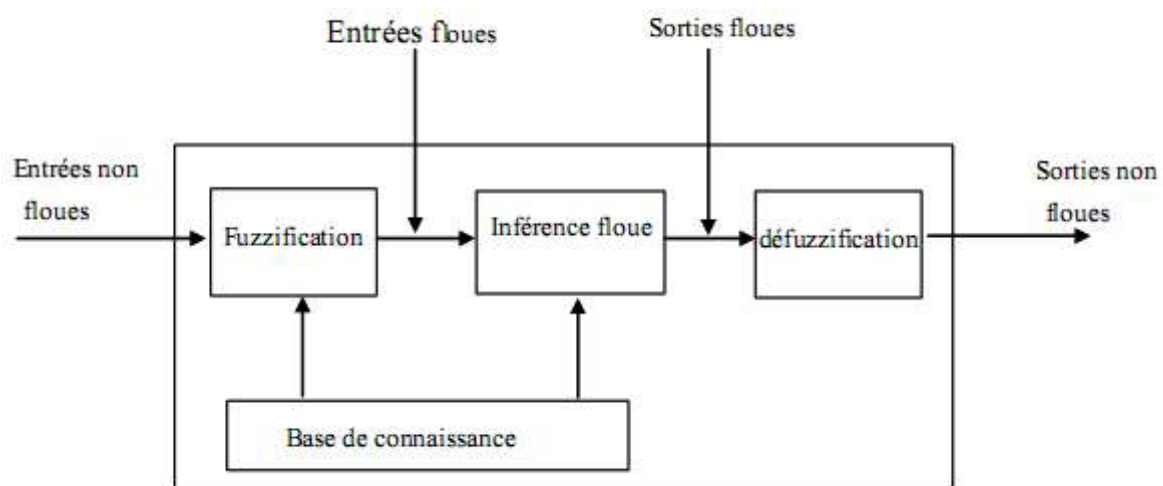 Entrées floues
Sorties floues
Entrées non
floues
Sorties non
floues
Fuzzification
Inférence floue
défuzzification
Base de connaissance